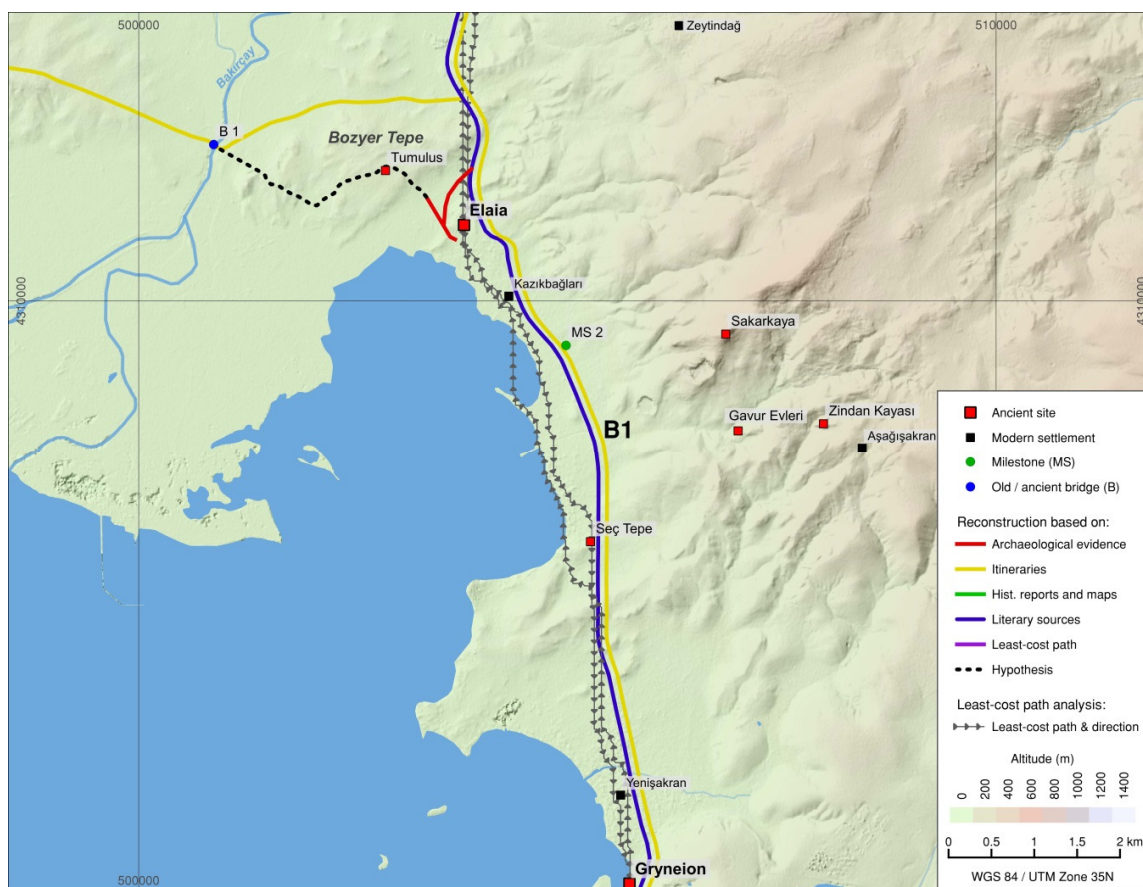 500000
510000
Zeytindağ
Bakırçay
B 1
Bozyer Tepe
Tumulus
Elaia
Kazıkbağları
4310000
4310000
MS 2
Sakarkaya
B1
Gavur Evleri
Zindan Kayası
Aşağışakran
Seç Tepe
Yenişakran
Gryneion
500000
Ancient site
Modern settlement
Milestone (MS)
Old / ancient bridge (B)
Reconstruction based on:
Archaeological evidence
Itineraries
Hist. reports and maps
Literary sources
Least-cost path
Hypothesis
Least-cost path analysis:
Least-cost path & direction
Altitude (m)
0 200 400 600 800 1000 1200 1400
0 0.5 1 1.5 2 km
WGS 84 / UTM Zone 35N